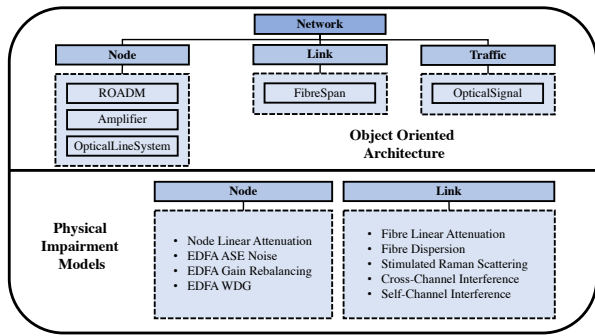 Network
Node
Link
Traffic
ROADM
Amplifier
OpticalLineSystem
FibreSpan
OpticalSignal
Object Oriented
Architecture
Physical
Impairment
Models
Node
• Node Linear Attenuation
• EDFA ASE Noise
• EDFA Gain Rebalancing
• EDFA WDG
Link
• Fibre Linear Attenuation
• Fibre Dispersion
• Stimulated Raman Scattering
• Cross-Channel Interference
• Self-Channel Interference